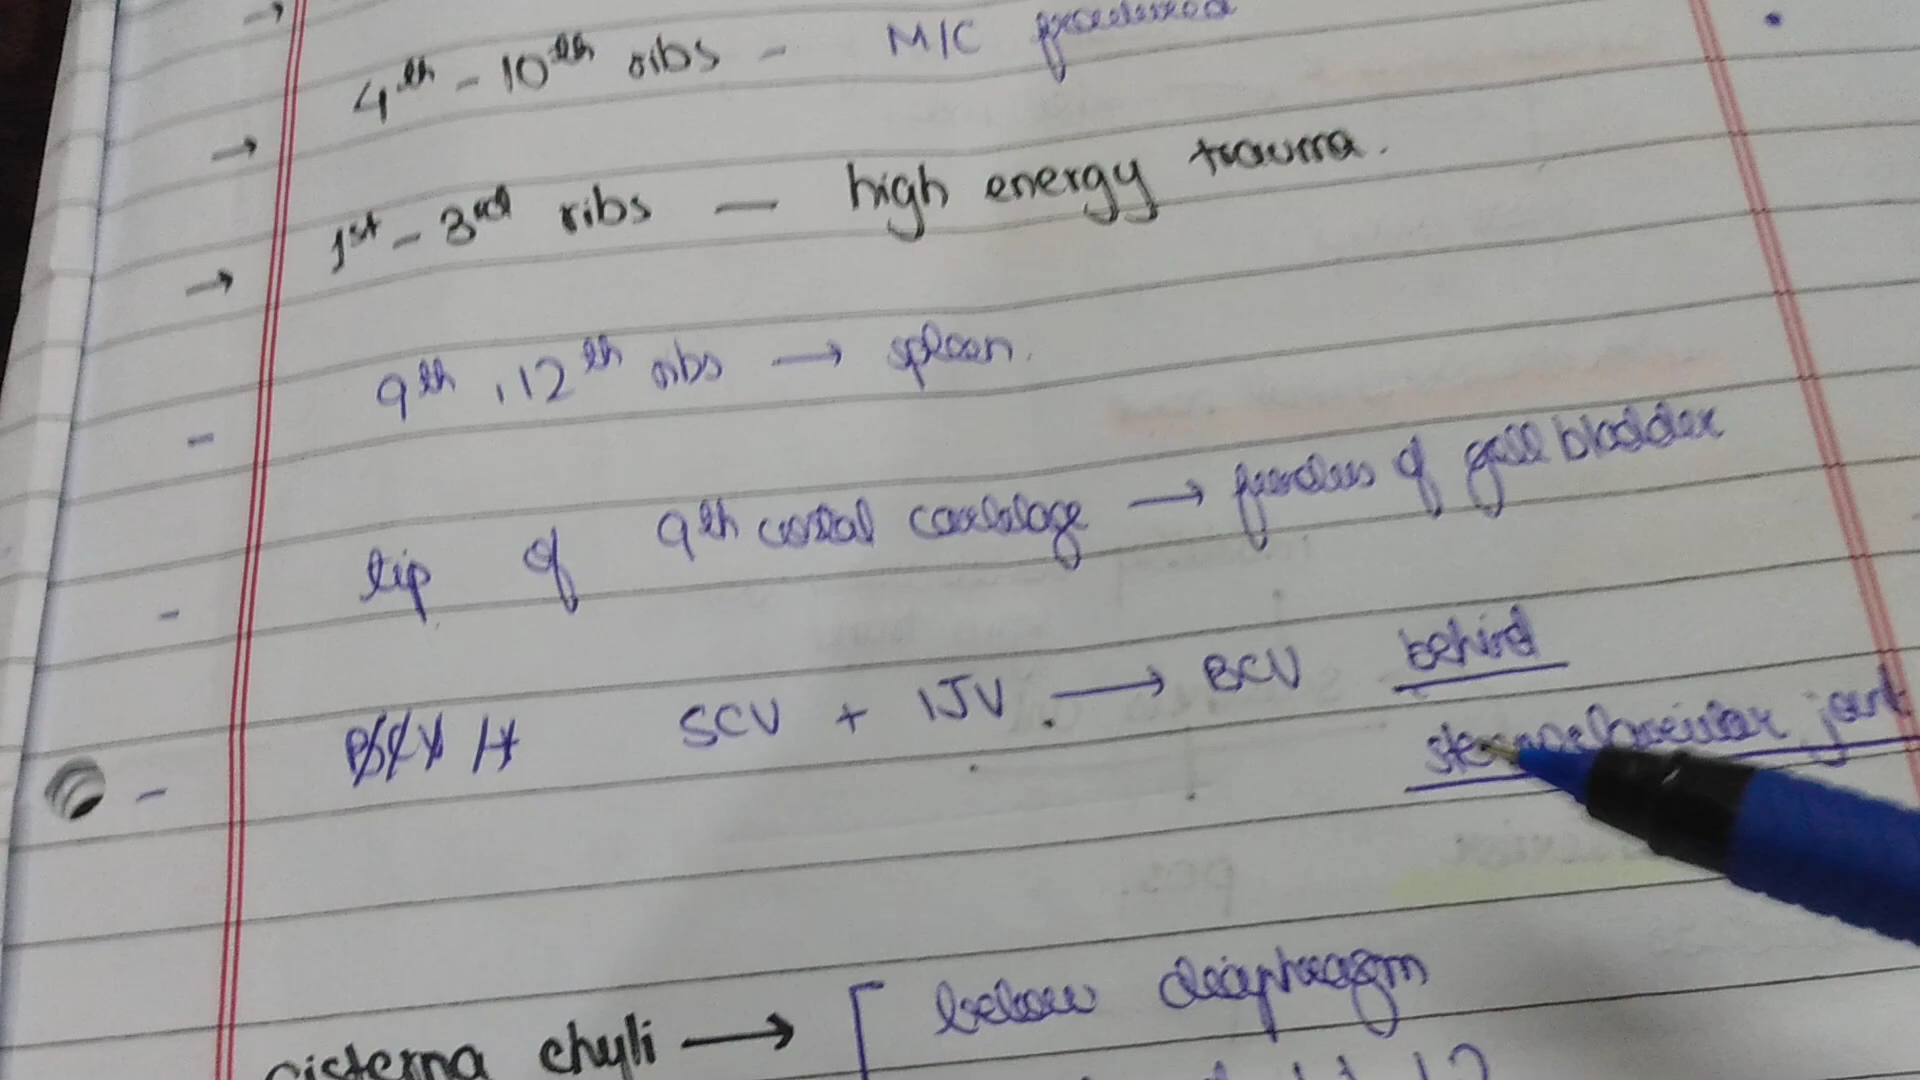 → 4th - 10th ribs - M/C fractured
→ 1st - 3rd ribs — high energy trauma.
→ 9th, 12th ribs → spleen.
- tip of 9th costal cartilage → fundus of gall bladder
- SCV + IJV. → BCV behind
- sternoclavicular joint
cisterna chyli → [ below diaphragm